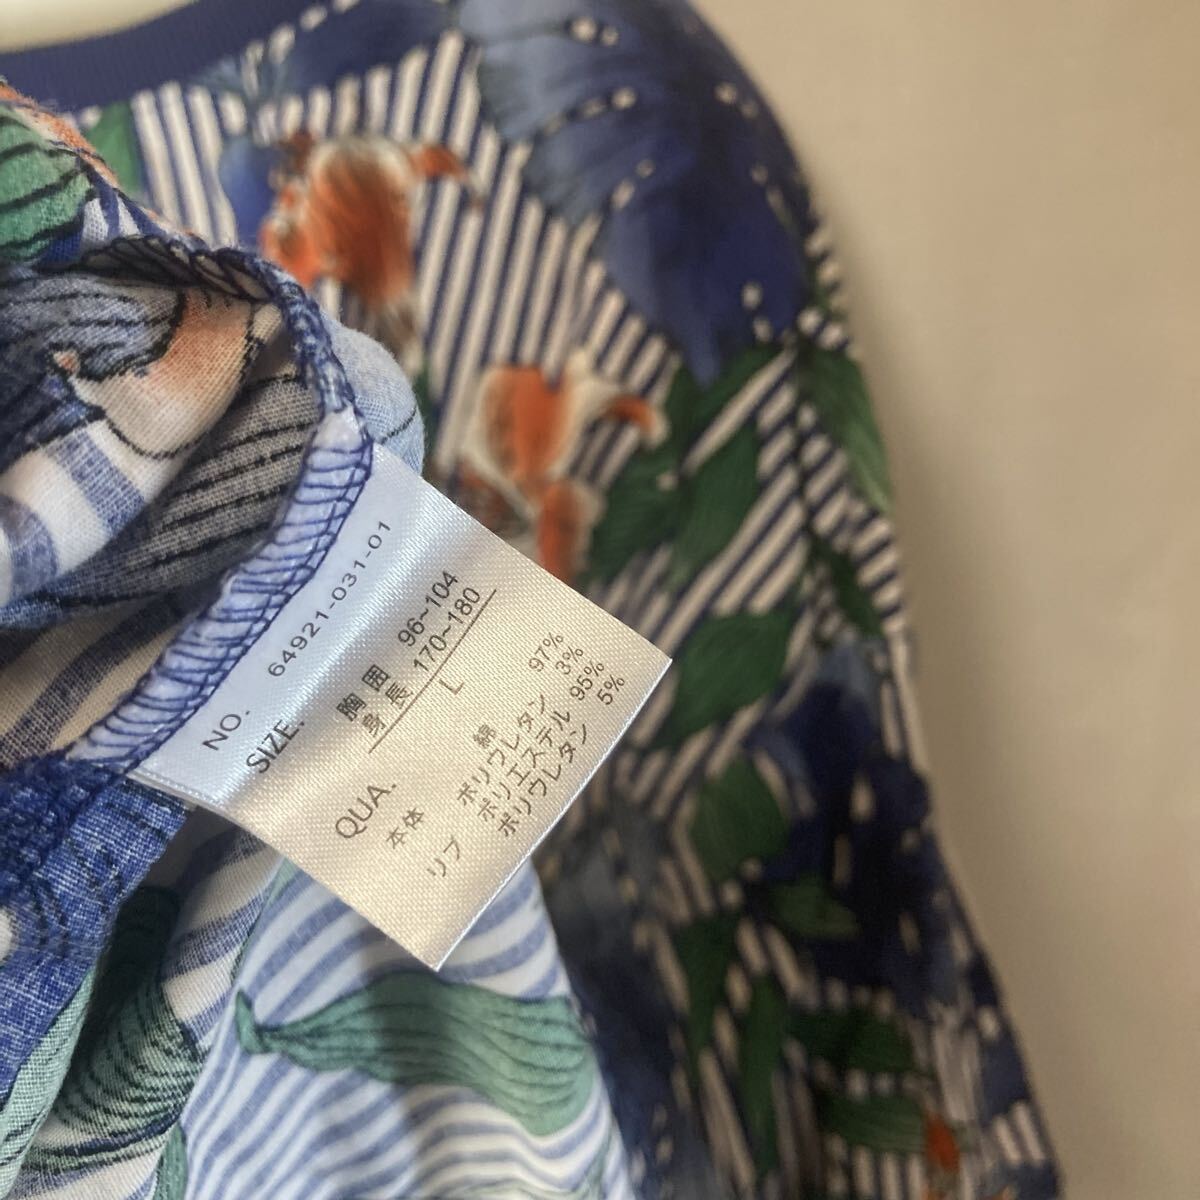 NO. 64921-031-01
SIZE. 胸囲 96~104
身長 170~180
L
QUA.
本体 綿 97%
ポリウレタン 3%
リブ ポリエステル 95%
ポリウレタン 5%